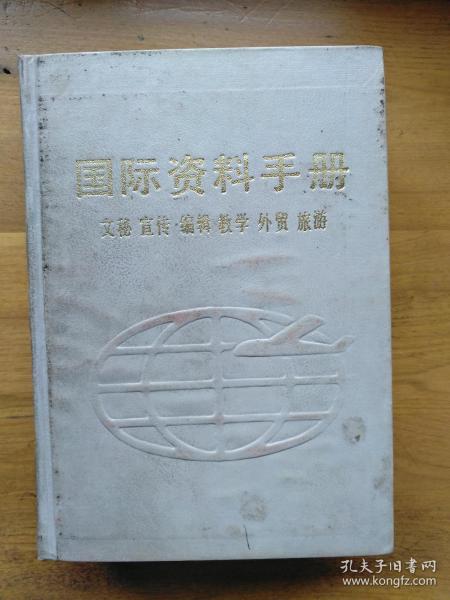 国际资料手册
文秘 宣传·编辑 教学 外贸 旅游
孔夫子旧书网
www.kongfz.com